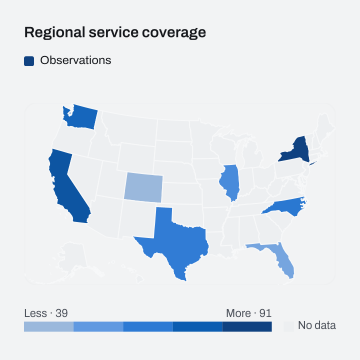 Regional service coverage
Observations
Less · 39
More · 91
No data